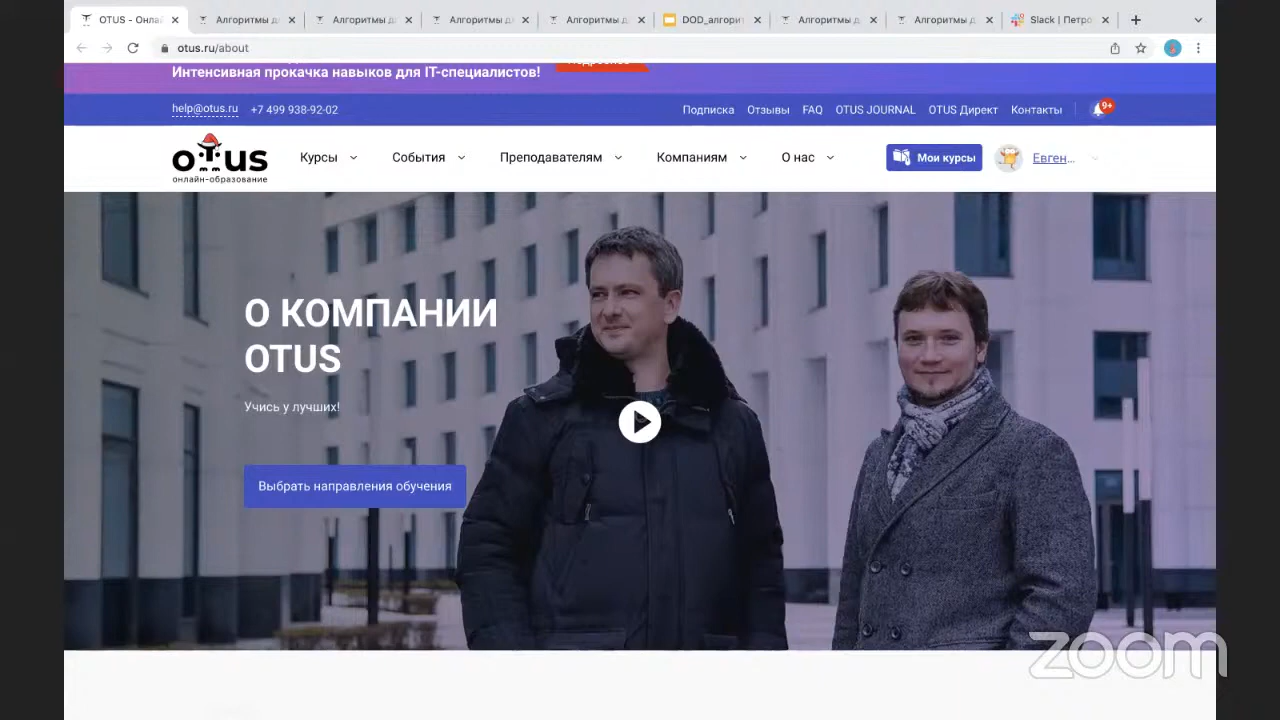 OTUS - Онлай
Алгоритмы д
Алгоритмы д
Алгоритмы д
Алгоритмы д
DOD_алгорит
Алгоритмы д
Алгоритмы д
Slack | Петро
otus.ru/about
Интенсивная прокачка навыков для IT-специалистов!
help@otus.ru +7 499 938-92-02 Подписка Отзывы FAQ OTUS JOURNAL OTUS Директ Контакты 9+
OTUS
онлайн-образование
Курсы События Преподавателям Компаниям О нас Мои курсы Евген...
О КОМПАНИИ
OTUS
Учись у лучших!
Выбрать направления обучения
zoom